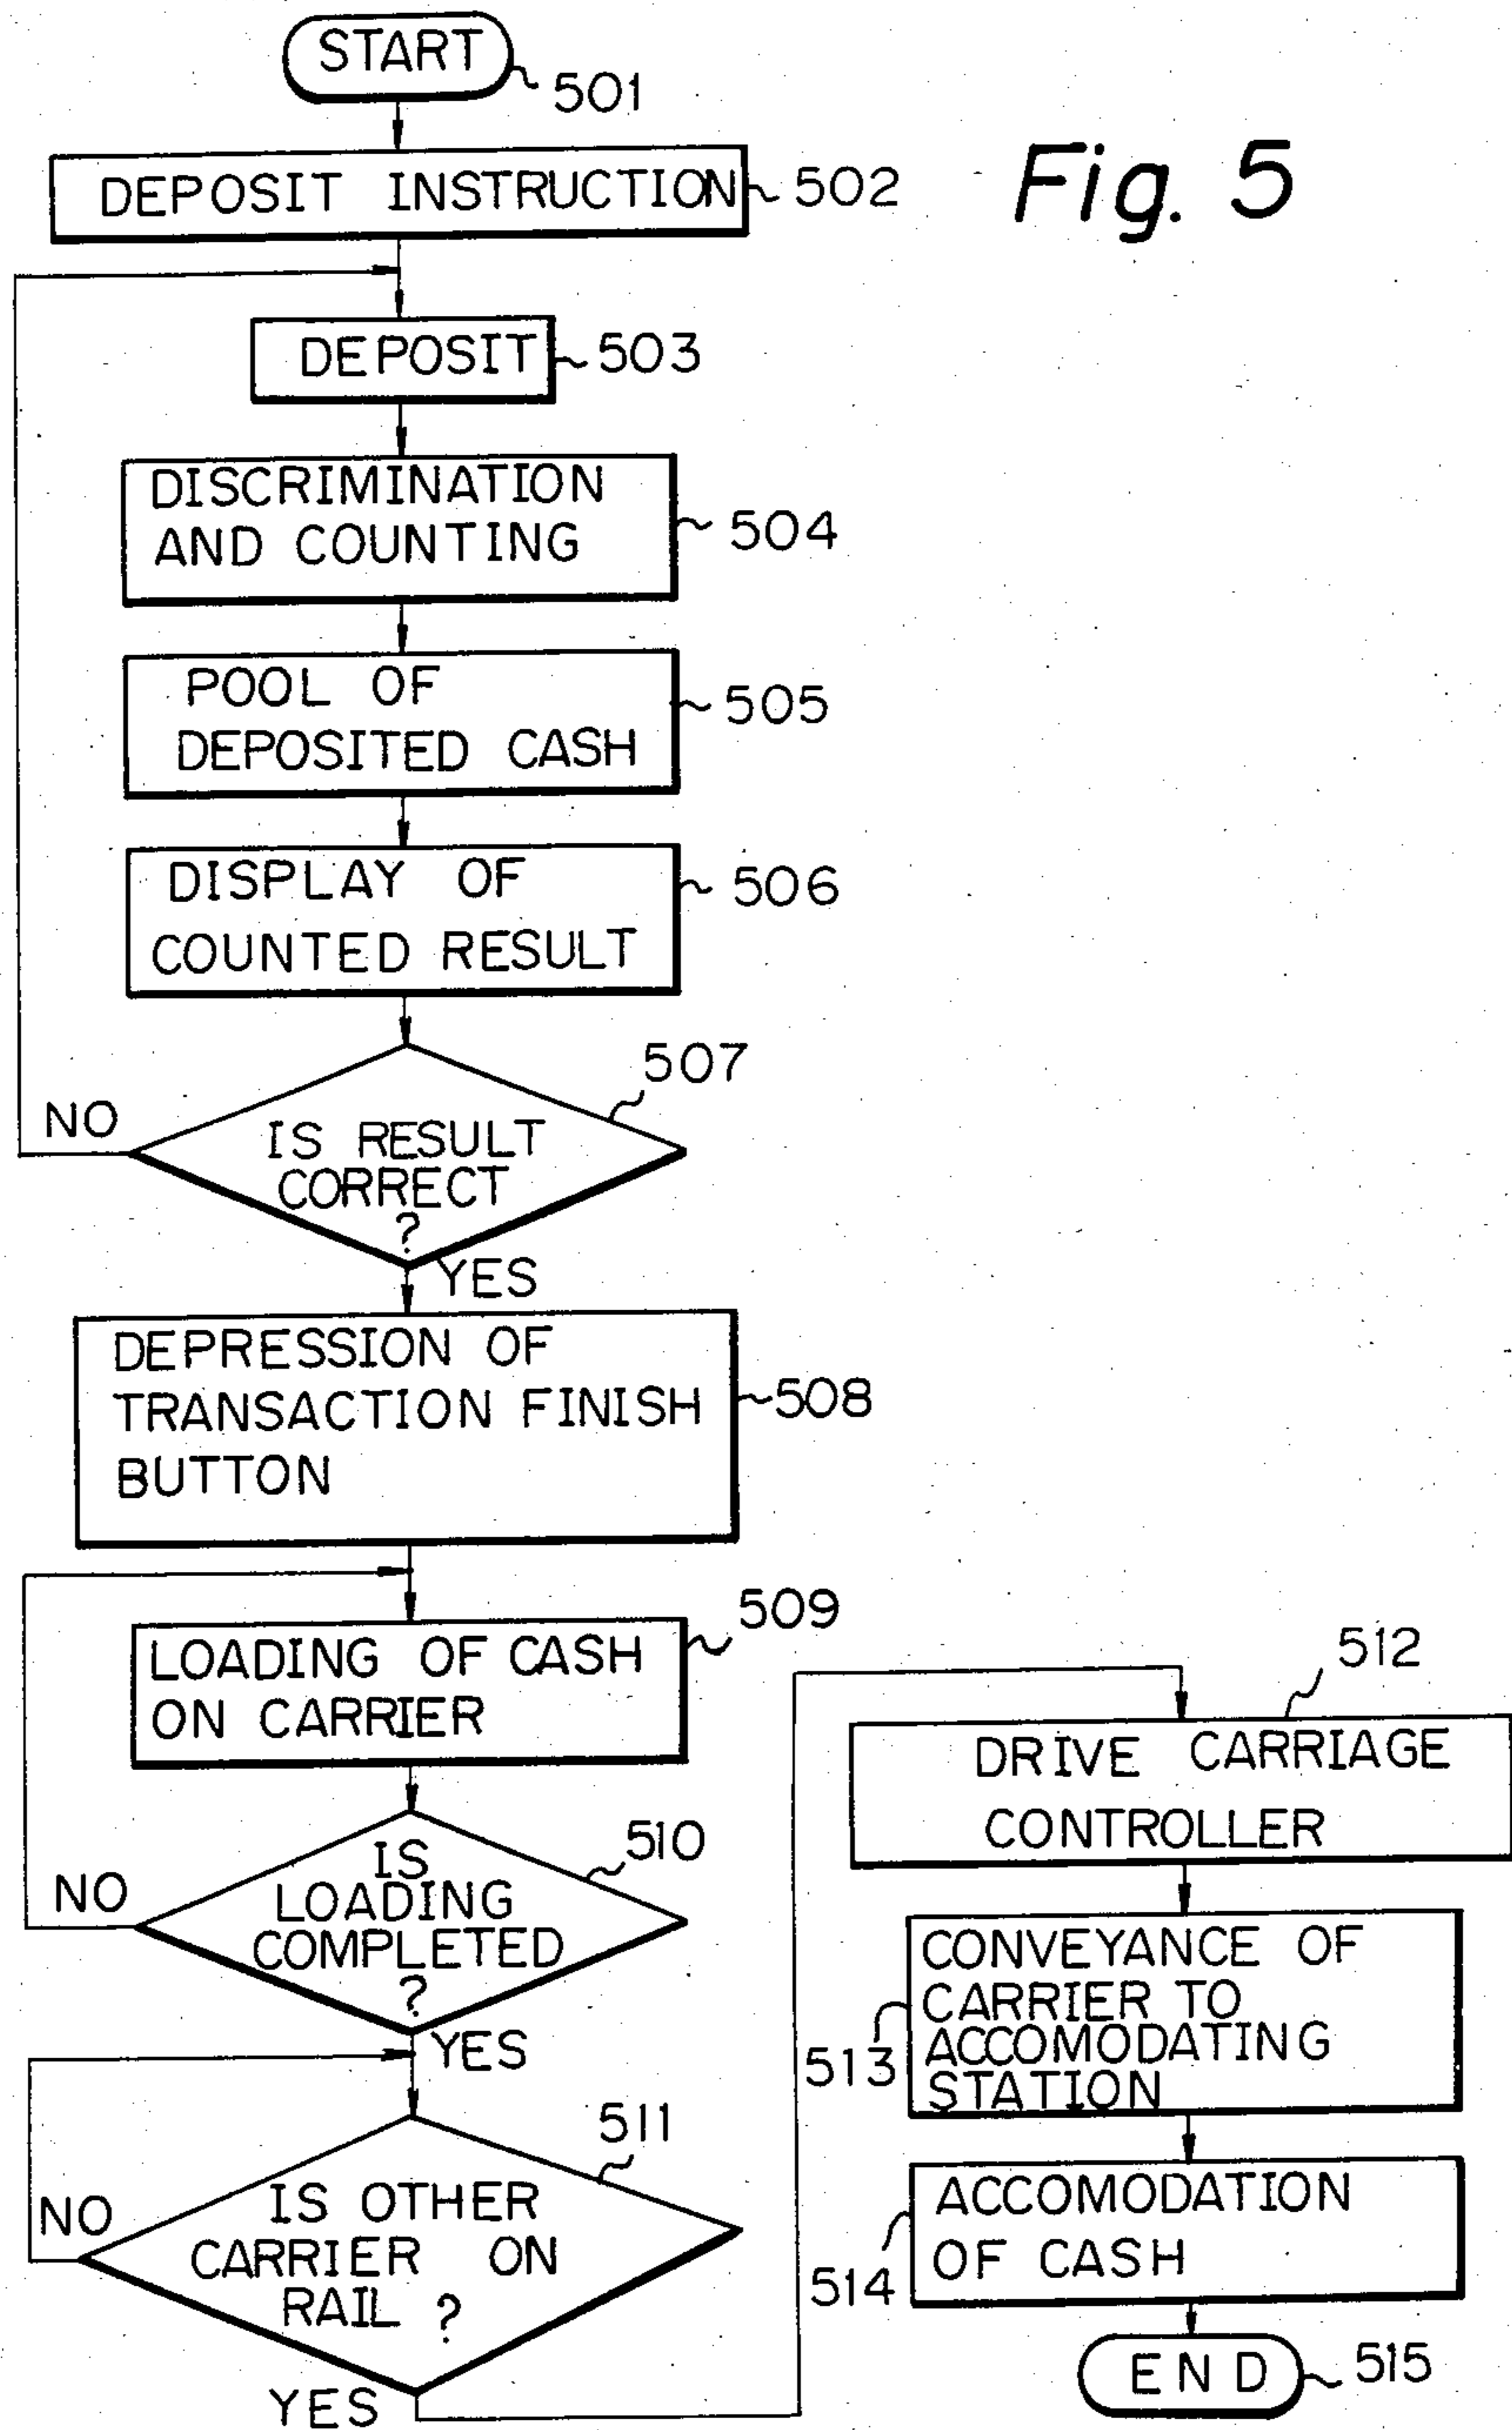 START
501
Fig. 5
DEPOSIT INSTRUCTION
502
DEPOSIT
503
DISCRIMINATION
AND COUNTING
504
POOL OF
DEPOSITED CASH
505
DISPLAY OF
COUNTED RESULT
506
507
NO
IS RESULT
CORRECT
?
YES
DEPRESSION OF
TRANSACTION FINISH
BUTTON
508
509
LOADING OF CASH
ON CARRIER
510
NO
IS
LOADING
COMPLETED
?
YES
511
NO
IS OTHER
CARRIER ON
RAIL ?
YES
512
DRIVE CARRIAGE
CONTROLLER
CONVEYANCE OF
CARRIER TO
ACCOMODATING
STATION
513
ACCOMODATION
OF CASH
514
END
515